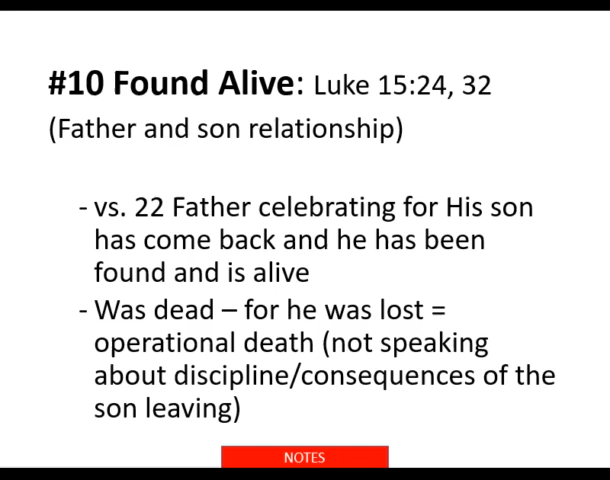 #10 Found Alive: Luke 15:24, 32
(Father and son relationship)
- vs. 22 Father celebrating for His son
has come back and he has been
found and is alive
- Was dead – for he was lost =
operational death (not speaking
about discipline/consequences of the
son leaving)
NOTES